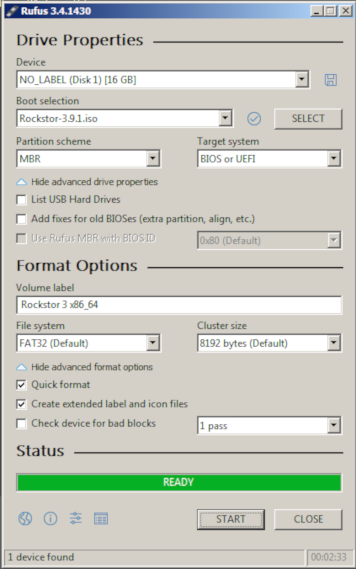 Rufus 3.4.1430
Drive Properties
Device
NO_LABEL (Disk 1) [16 GB]
Boot selection
Rockstor-3.9.1.iso
SELECT
Partition scheme
Target system
MBR
BIOS or UEFI
Hide advanced drive properties
List USB Hard Drives
Add fixes for old BIOSes (extra partition, align, etc.)
Use Rufus MBR with BIOS ID
0x80 (Default)
Format Options
Volume label
Rockstor 3 x86_64
File system
Cluster size
FAT32 (Default)
8192 bytes (Default)
Hide advanced format options
Quick format
Create extended label and icon files
Check device for bad blocks
1 pass
Status
READY
START
CLOSE
1 device found
00:02:33